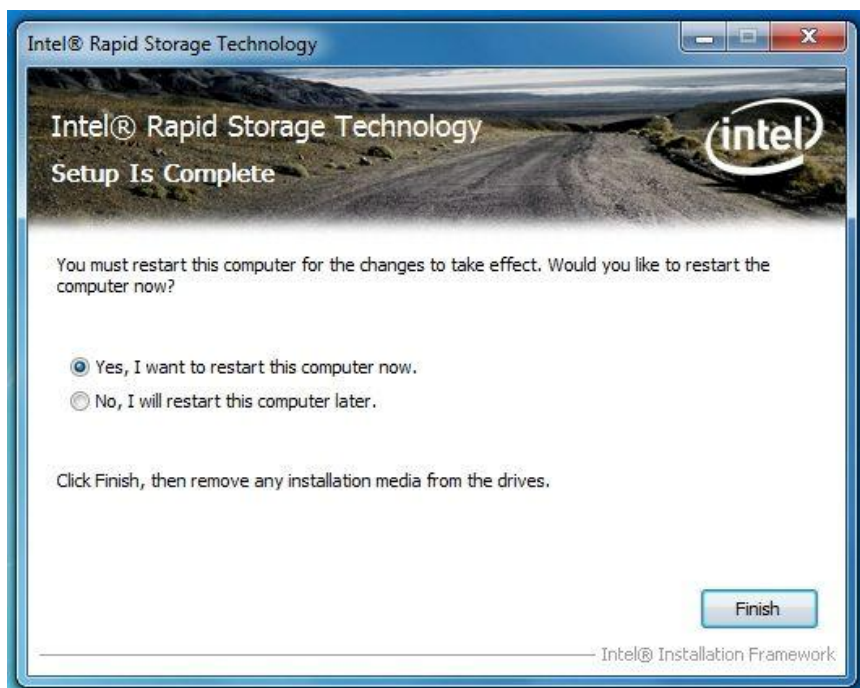 Intel® Rapid Storage Technology
Intel® Rapid Storage Technology
intel
Setup Is Complete
You must restart this computer for the changes to take effect. Would you like to restart the
computer now?
Yes, I want to restart this computer now.
No, I will restart this computer later.
Click Finish, then remove any installation media from the drives.
Finish
Intel® Installation Framework